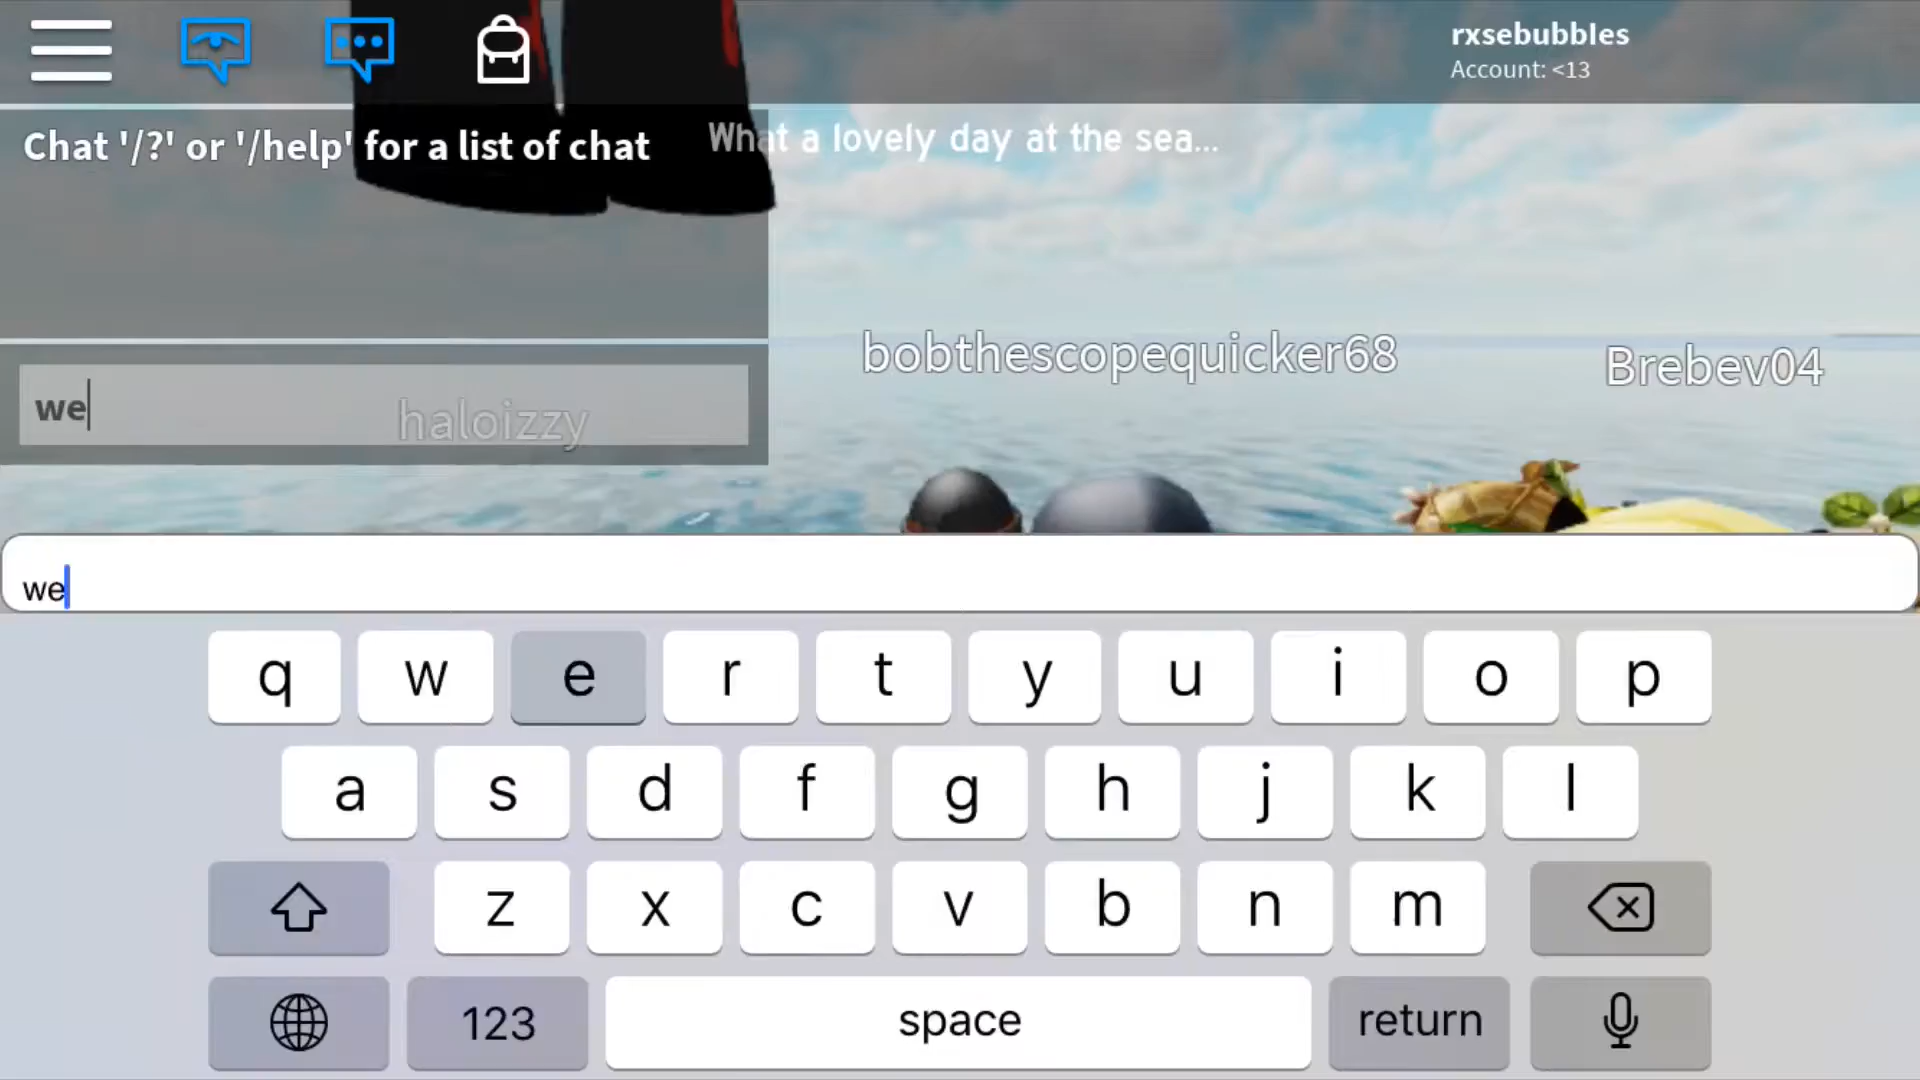 rxsebubbles
Account: <13
Chat '/?' or '/help' for a list of chat
What a lovely day at the sea...
bobthescopequicker68
Brebev04
we
haloizzy
we
q w e r t y u i o p
a s d f g h j k l
z x c v b n m
123 space return